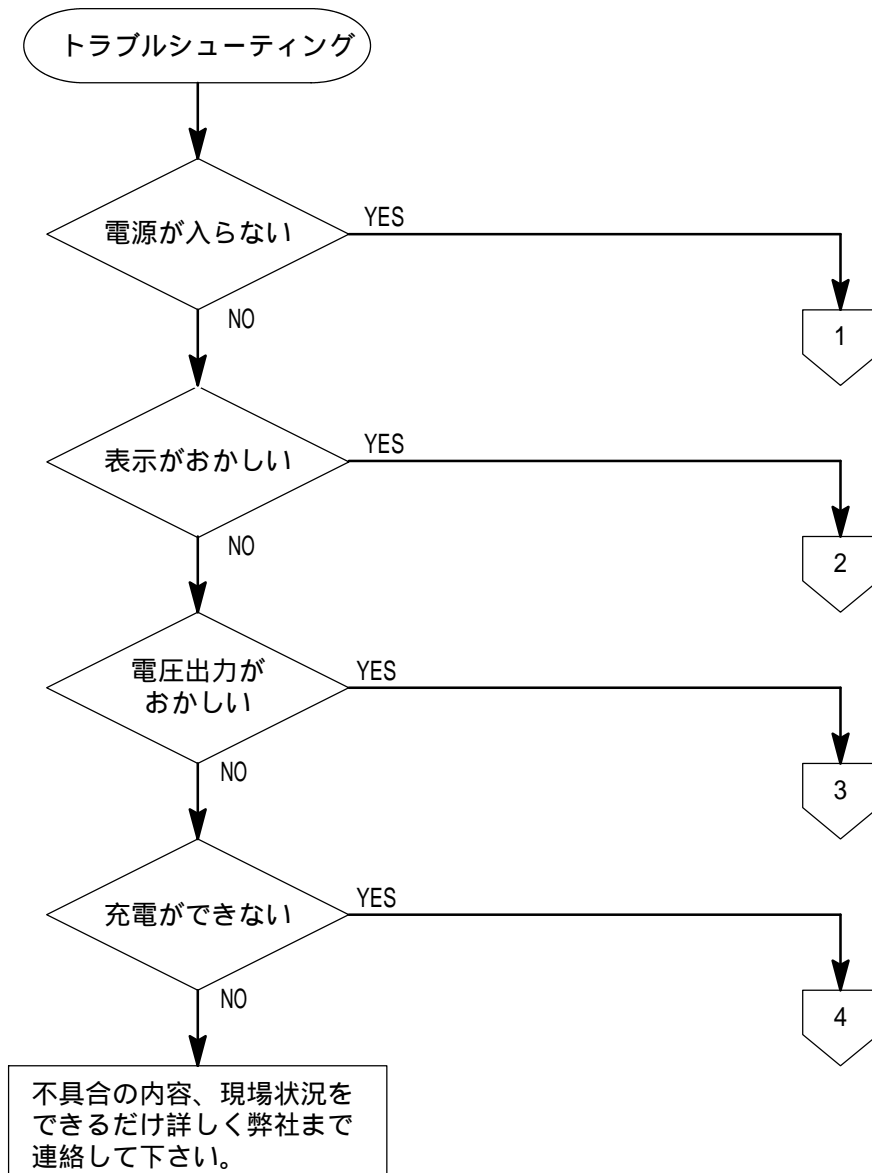 トラブルシューティング
電源が入らない
YES
NO
1
表示がおかしい
YES
NO
2
電圧出力が
おかしい
YES
NO
3
充電ができない
YES
NO
4
不具合の内容、現場状況を
できるだけ詳しく弊社まで
連絡して下さい。